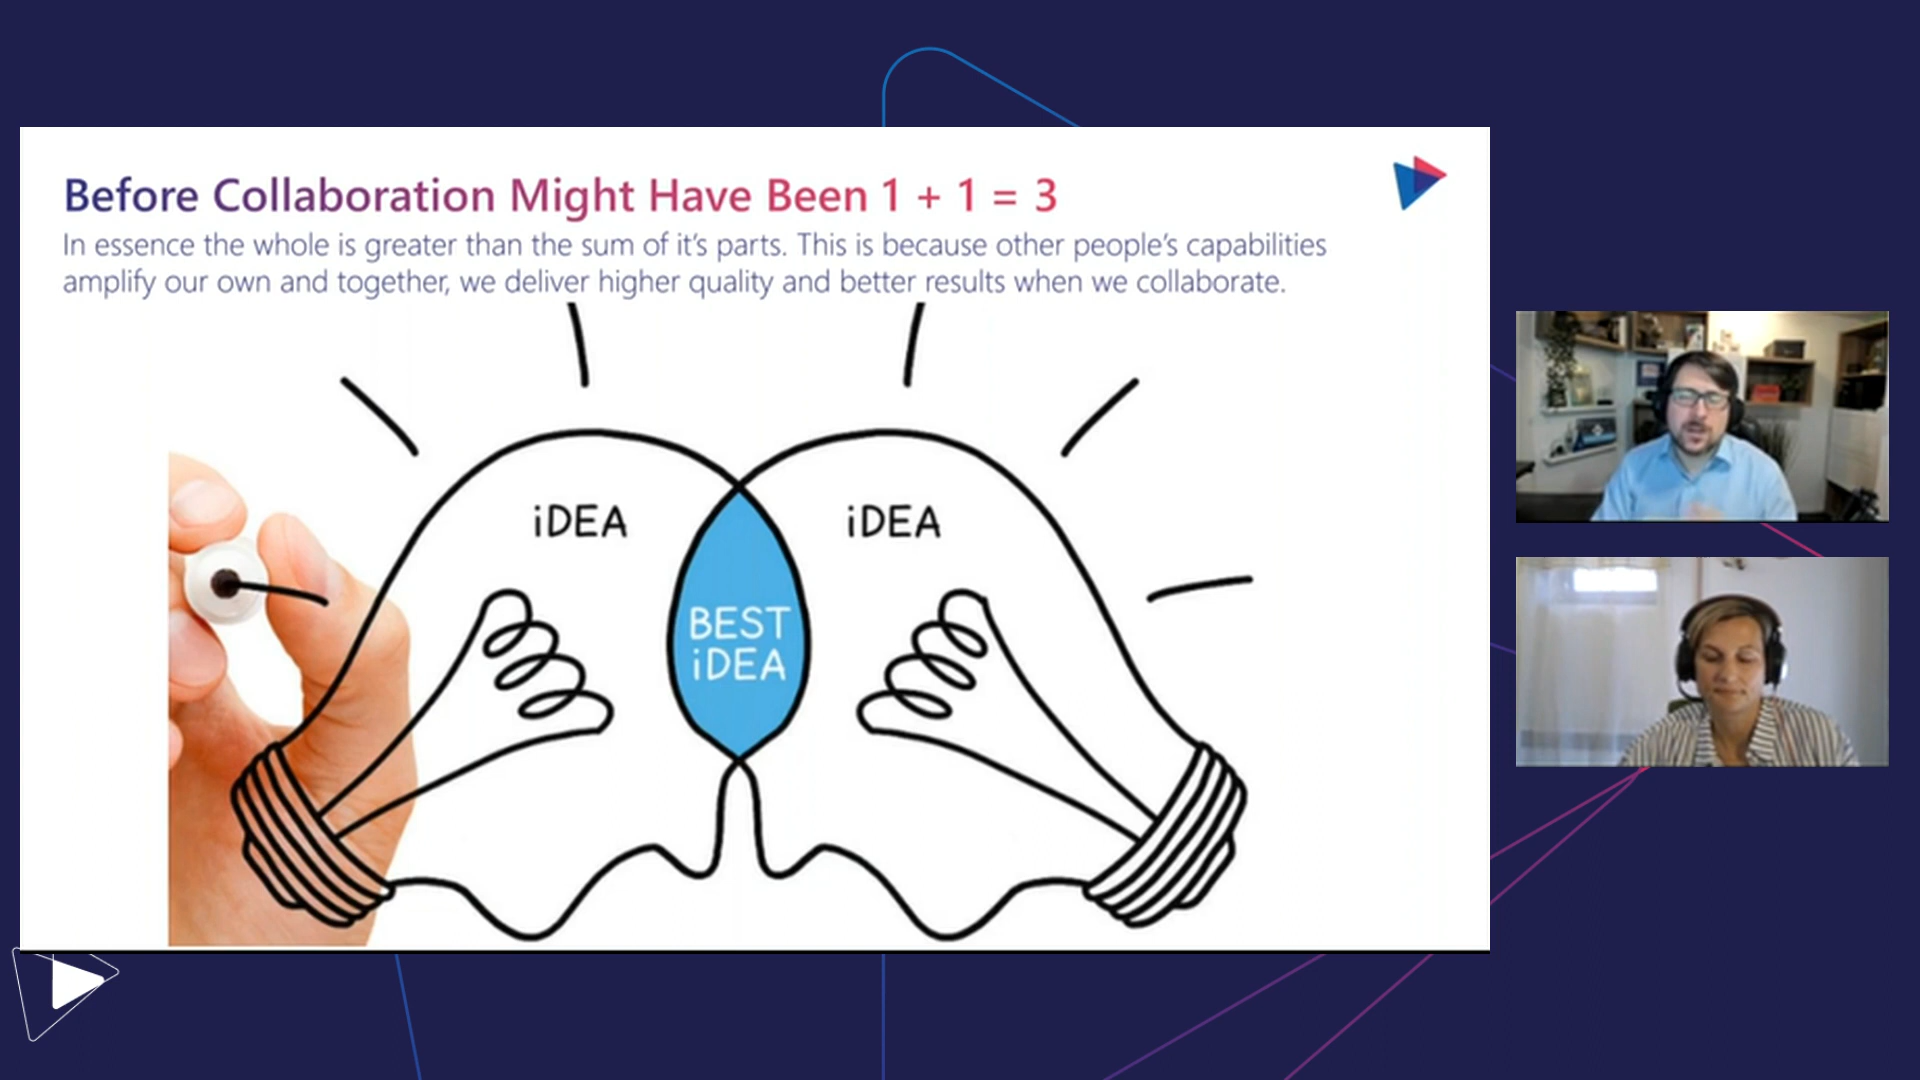 Before Collaboration Might Have Been 1 + 1 = 3
In essence the whole is greater than the sum of it's parts. This is because other people's capabilities
amplify our own and together, we deliver higher quality and better results when we collaborate.
iDEA
iDEA
BEST
iDEA